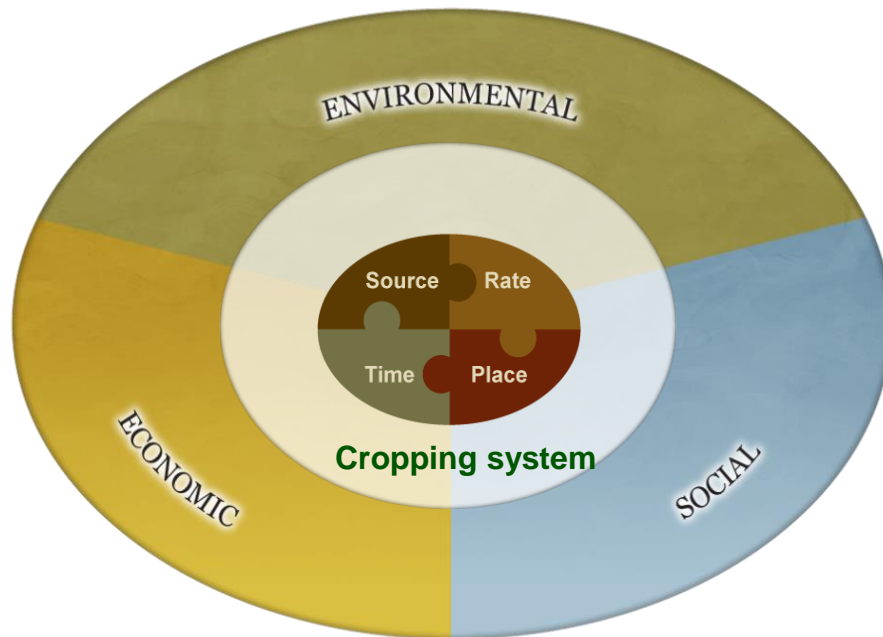 ENVIRONMENTAL
Source
Rate
Time
Place
Cropping system
ECONOMIC
SOCIAL